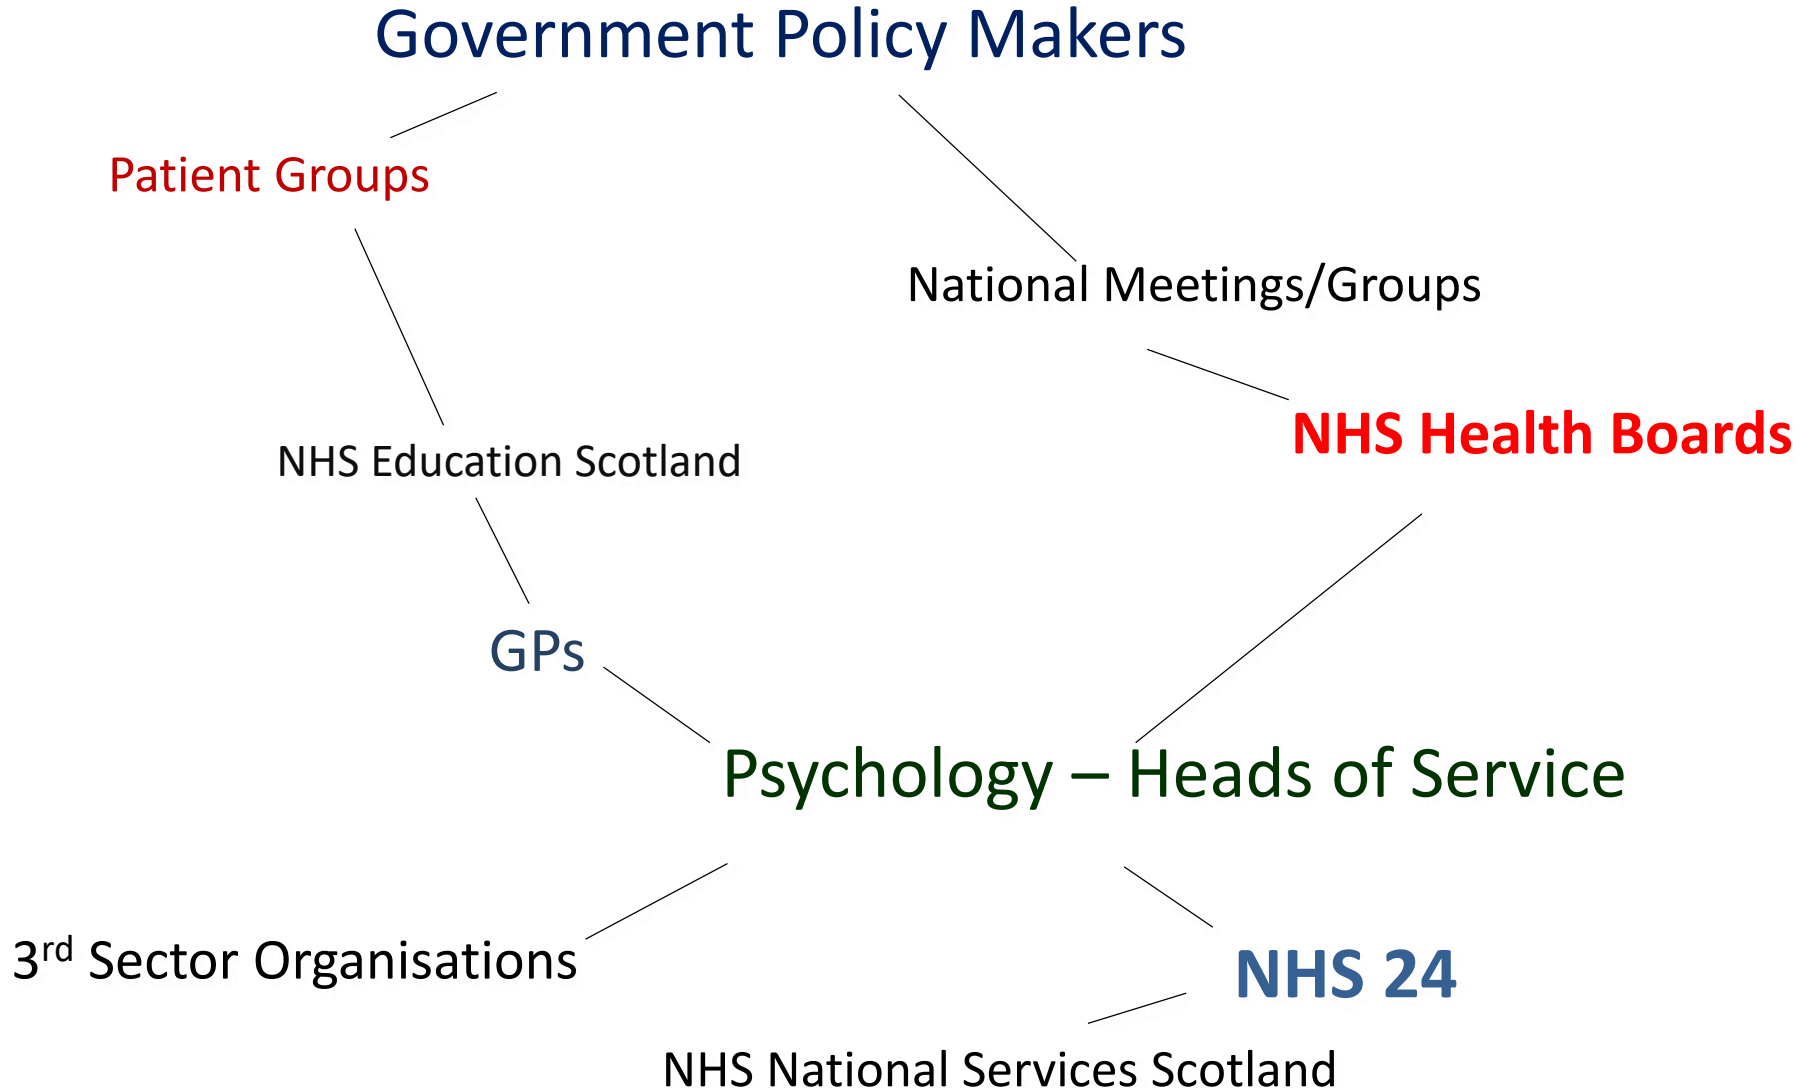 Government Policy Makers
Patient Groups
National Meetings/Groups
NHS Health Boards
NHS Education Scotland
GPs
Psychology – Heads of Service
3rd Sector Organisations
NHS 24
NHS National Services Scotland